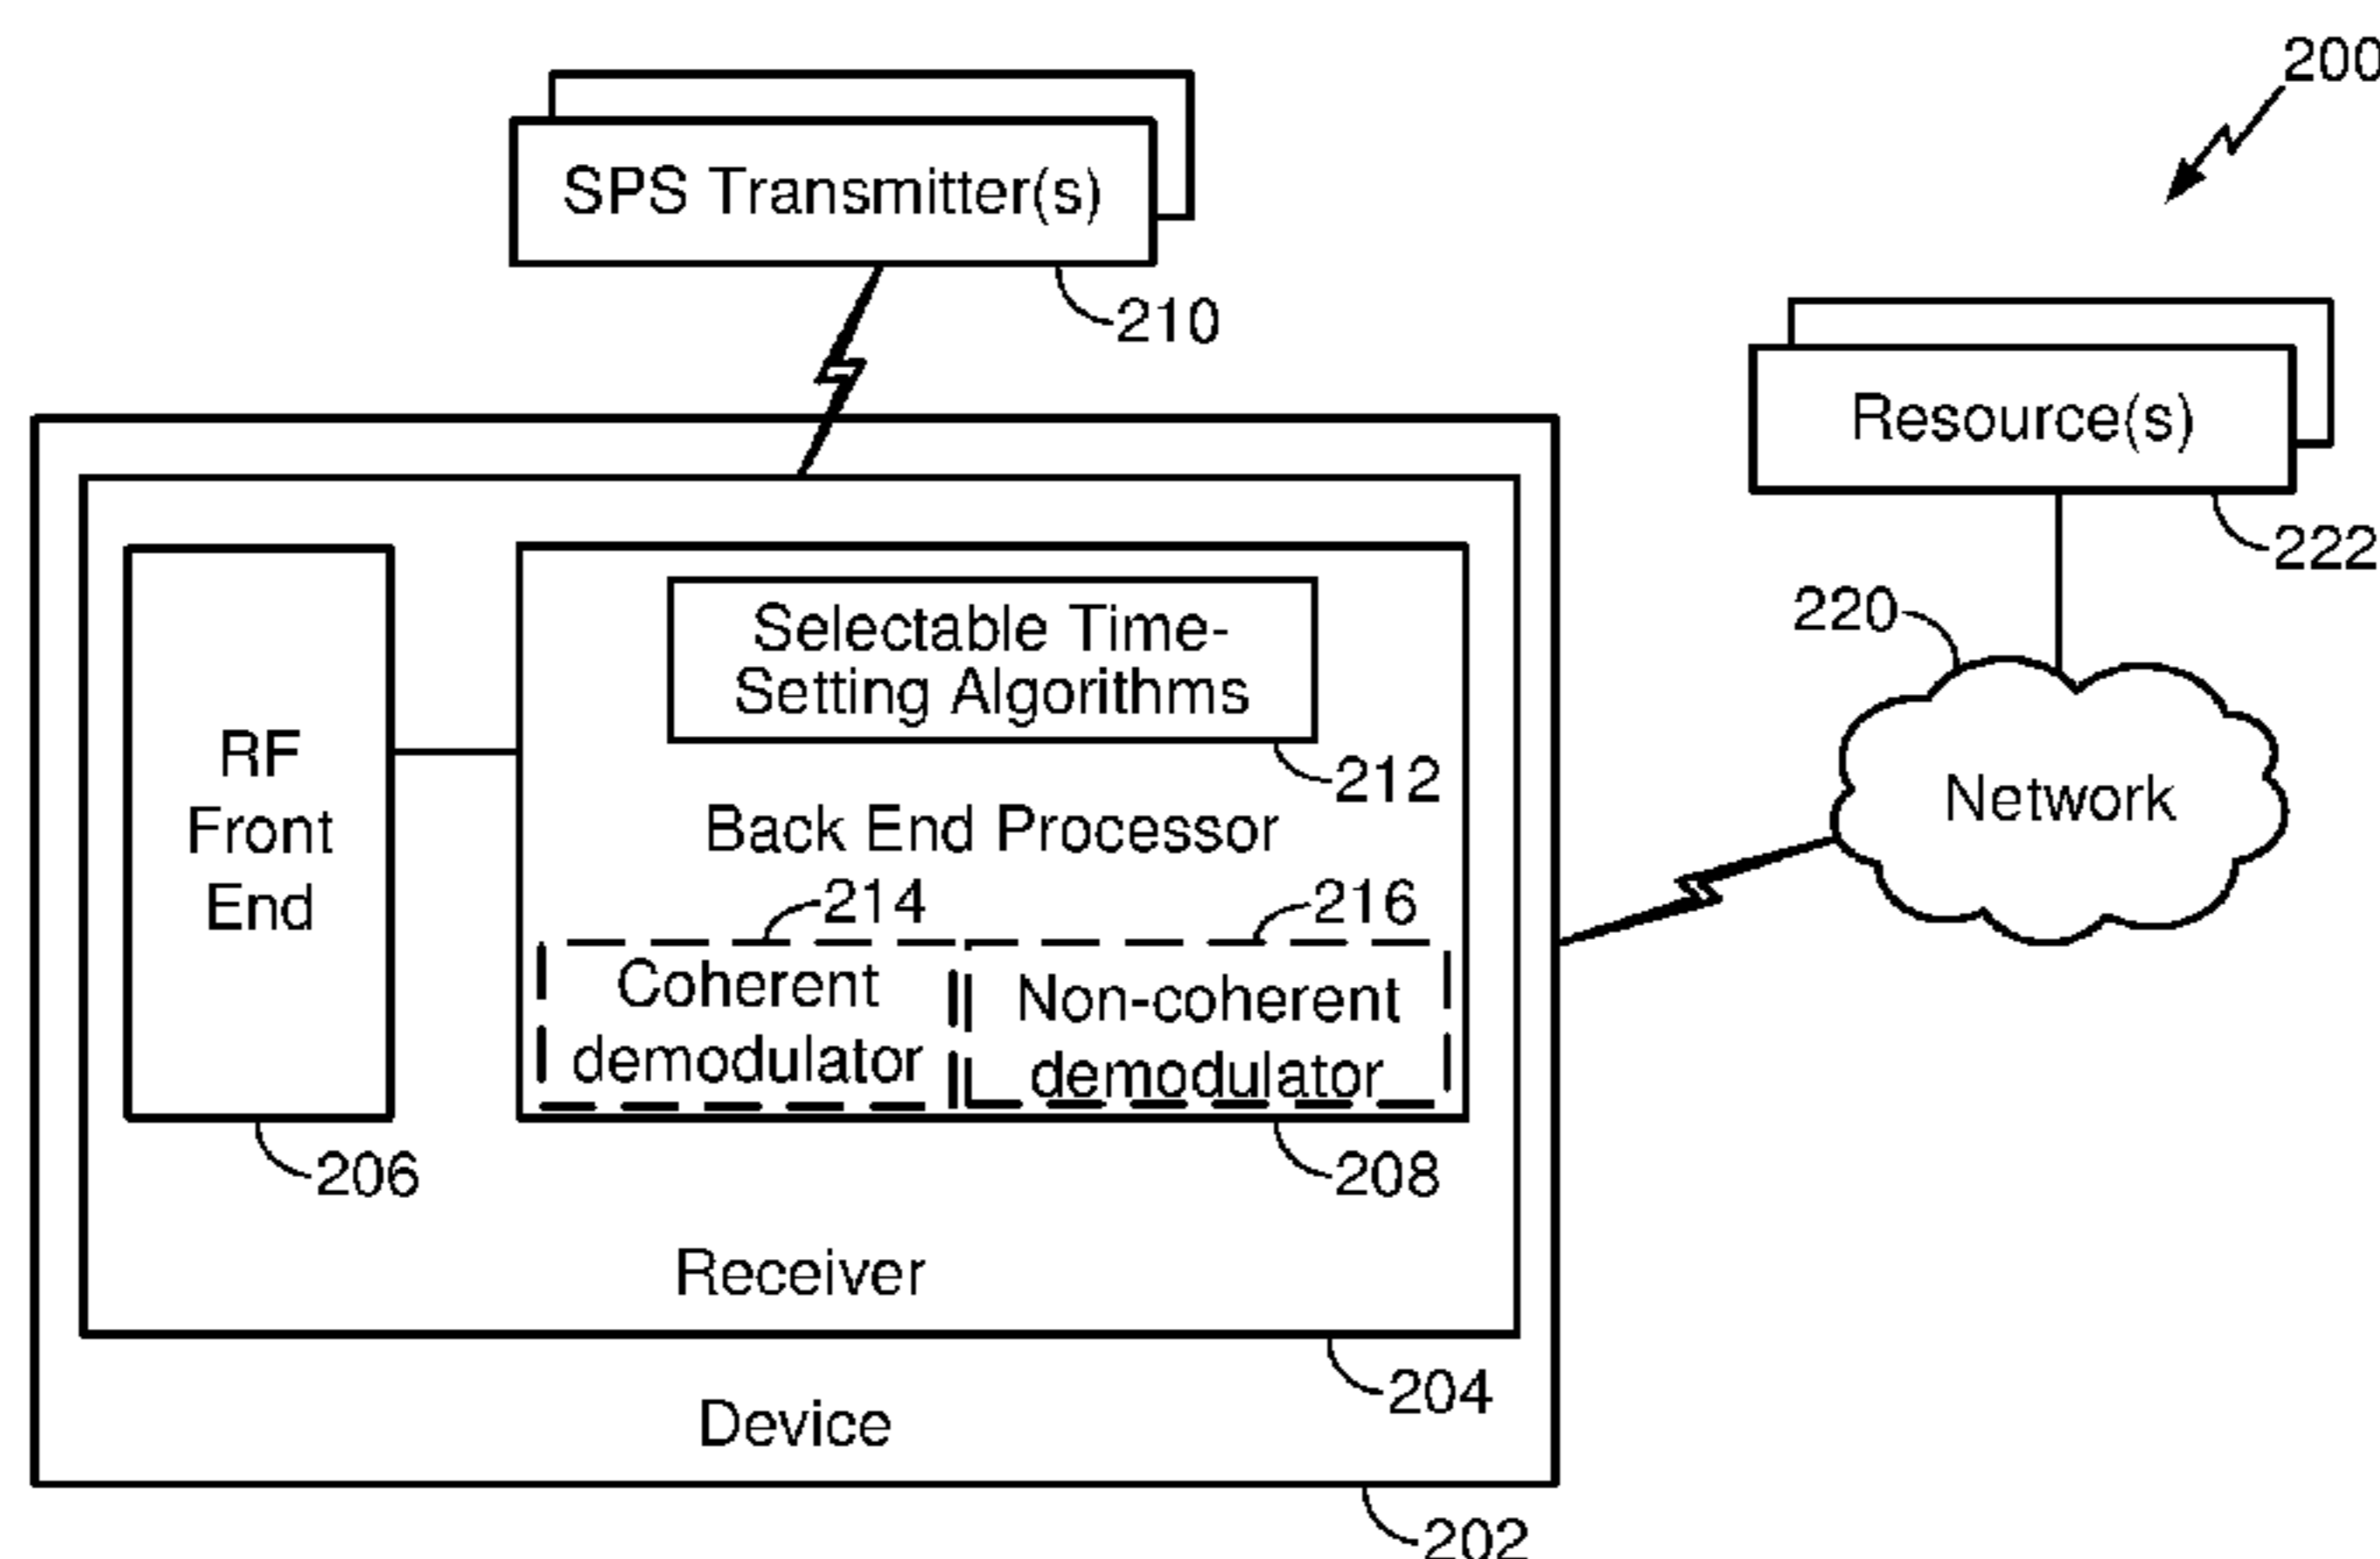 200
SPS Transmitter(s)
210
Resource(s)
222
220
Network
Selectable Time-
Setting Algorithms
212
RF
Front
End
Back End Processor
214
216
Coherent
demodulator
Non-coherent
demodulator
206
208
Receiver
204
Device
202